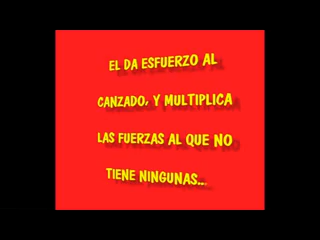 EL DA ESFUERZO AL
CANZADO, Y MULTIPLICA
LAS FUERZAS AL QUE NO
TIENE NINGUNAS...